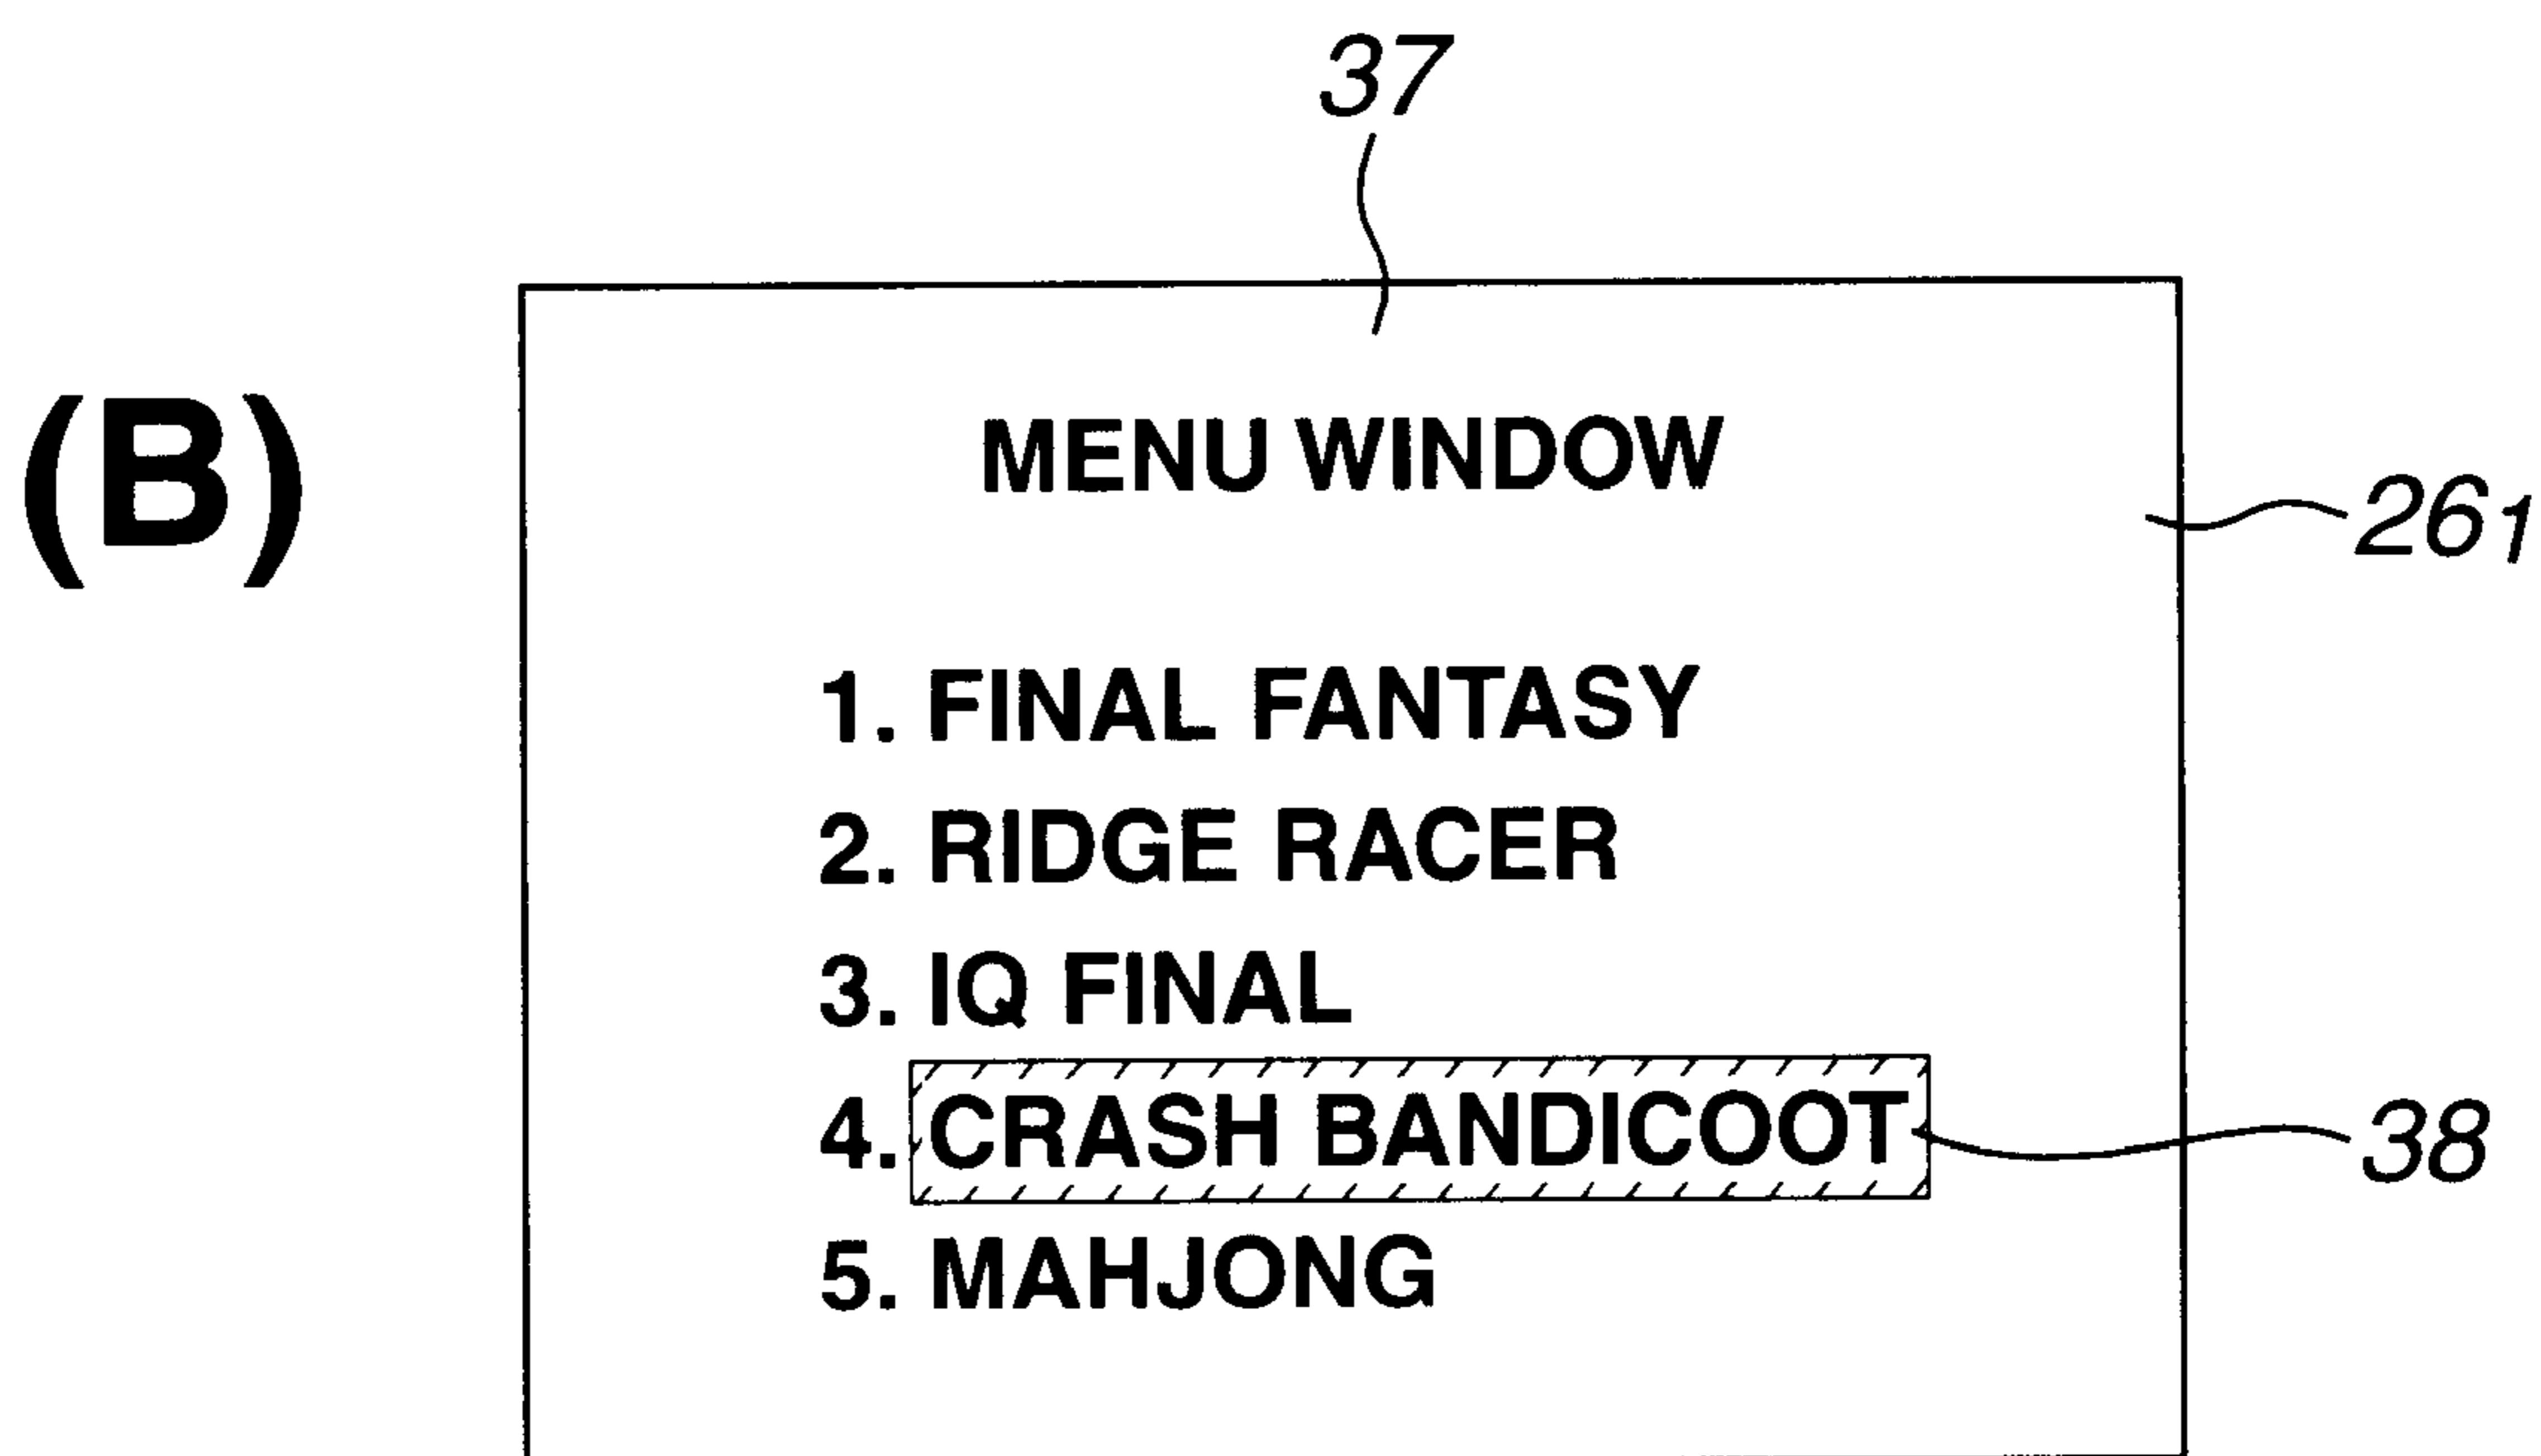 37
(B)
MENU WINDOW
26₁
1. FINAL FANTASY
2. RIDGE RACER
3. IQ FINAL
4. CRASH BANDICOOT
38
5. MAHJONG